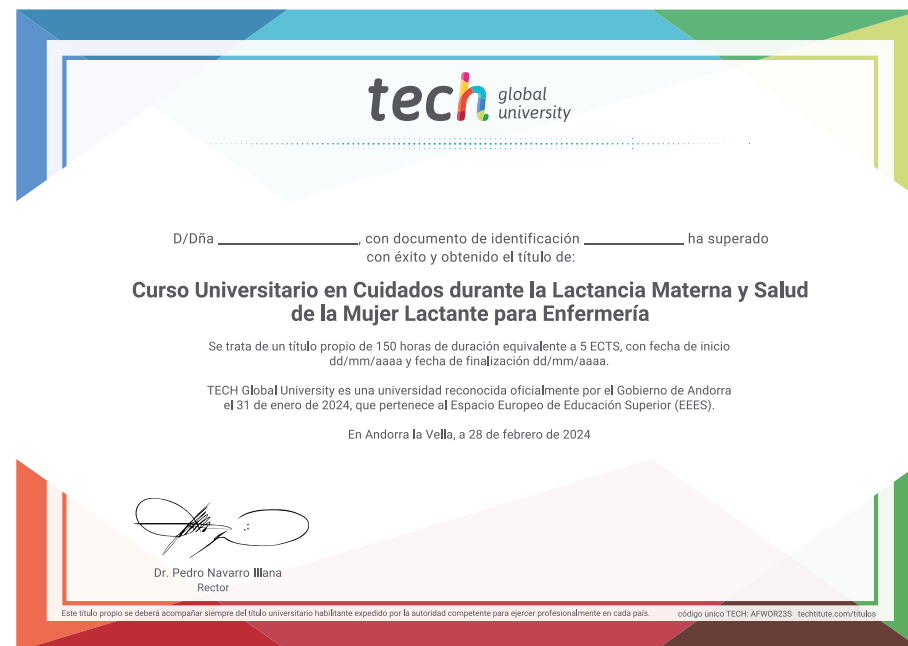 tech global university
D/Dña ____________________, con documento de identificación ______________ ha superado
con éxito y obtenido el título de:
Curso Universitario en Cuidados durante la Lactancia Materna y Salud
de la Mujer Lactante para Enfermería
Se trata de un título propio de 150 horas de duración equivalente a 5 ECTS, con fecha de inicio
dd/mm/aaaa y fecha de finalización dd/mm/aaaa.
TECH Global University es una universidad reconocida oficialmente por el Gobierno de Andorra
el 31 de enero de 2024, que pertenece al Espacio Europeo de Educación Superior (EEES).
En Andorra la Vella, a 28 de febrero de 2024
Dr. Pedro Navarro Illana
Rector
Este título propio se deberá acompañar siempre del título universitario habilitante expedido por la autoridad competente para ejercer profesionalmente en cada país. código único TECH: AFWOR23S techtitute.com/titulos